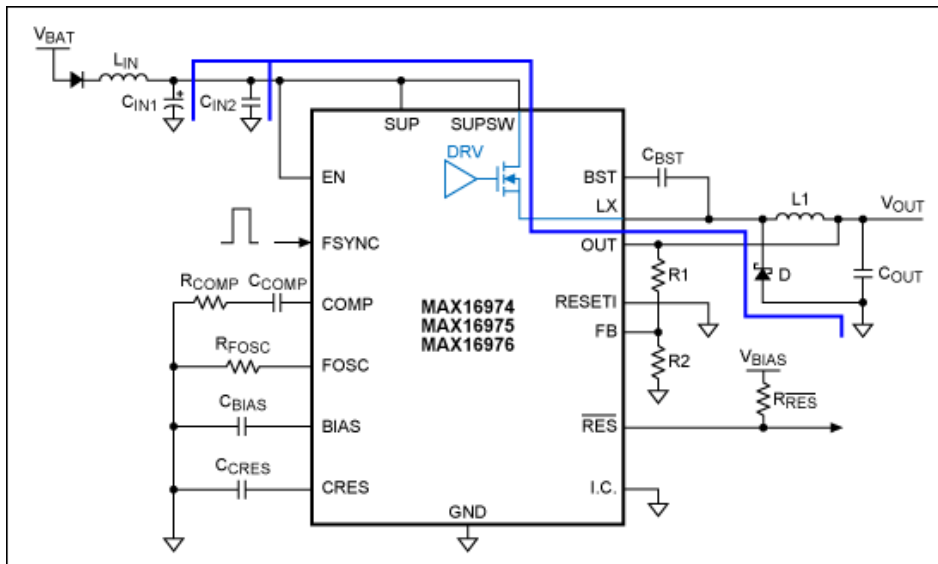 VBAT
LIN
CIN1
+
CIN2
SUP
SUPSW
DRV
EN
BST
CBST
LX
L1
VOUT
FSYNC
OUT
R1
D
COUT
RCOMP
CCOMP
COMP
MAX16974
MAX16975
MAX16976
RESETI
FB
RFOSC
FOSC
R2
VBIAS
RRES
CBIAS
BIAS
RES
CCRES
CRES
I.C.
GND